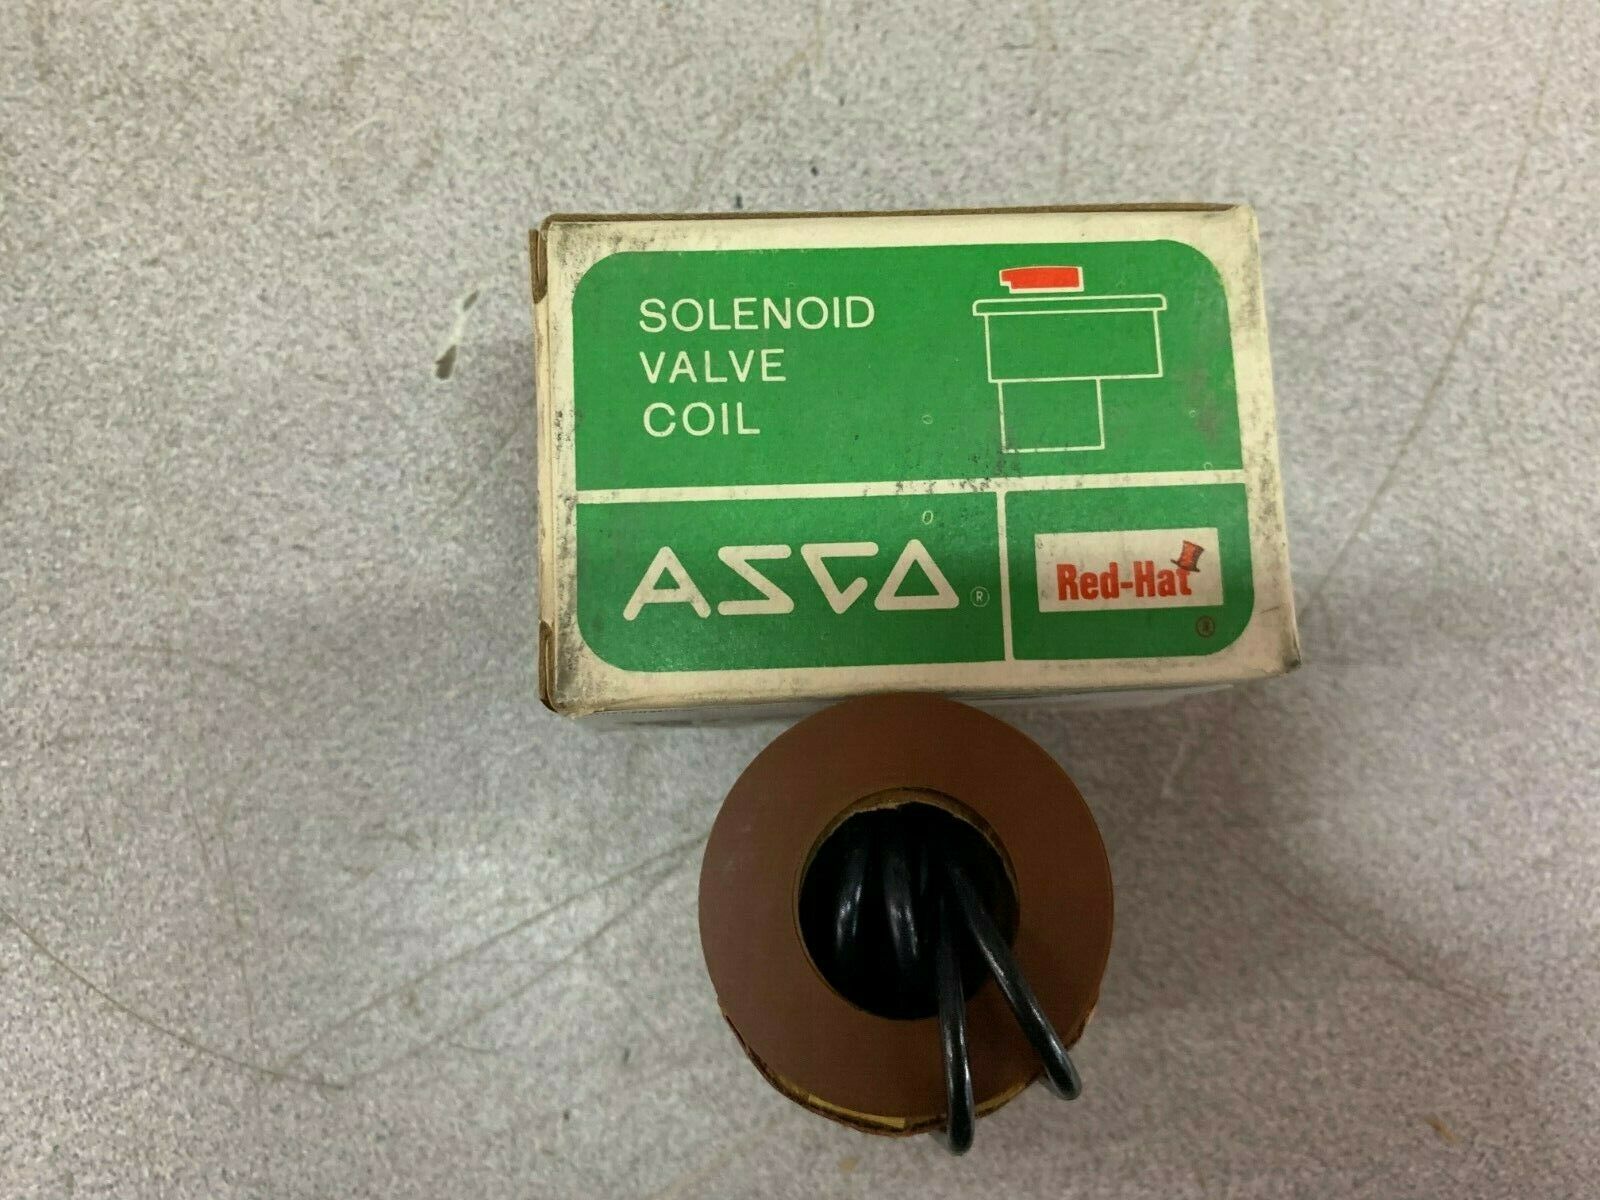 SOLENOID
VALVE
COIL
ASCO ®
Red-Hat
®